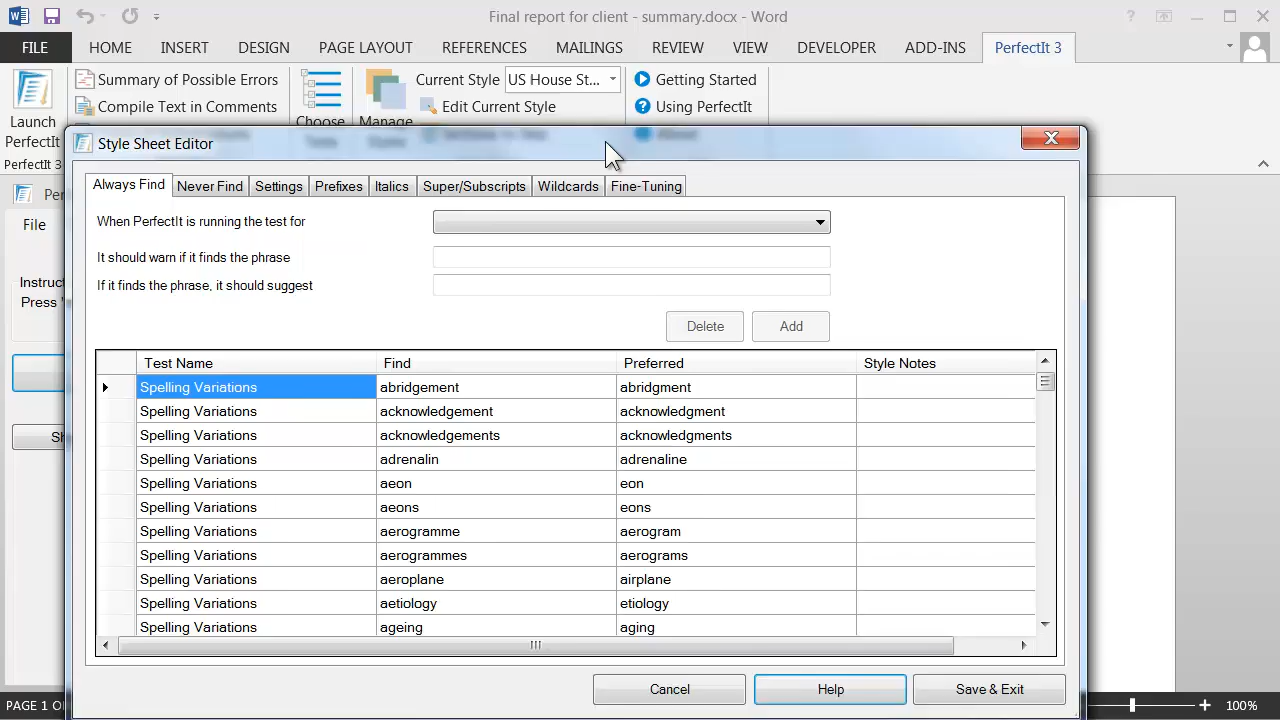 Final report for client - summary.docx - Word
FILE HOME INSERT DESIGN PAGE LAYOUT REFERENCES MAILINGS REVIEW VIEW DEVELOPER ADD-INS PerfectIt 3
Summary of Possible Errors Current Style US House St... Getting Started
Compile Text in Comments Edit Current Style Using PerfectIt
Launch Choose Manage
PerfectIt About
PerfectIt 3
Style Sheet Editor
Always Find Never Find Settings Prefixes Italics Super/Subscripts Wildcards Fine-Tuning
File
When PerfectIt is running the test for
It should warn if it finds the phrase
If it finds the phrase, it should suggest
Instruct
Press
Delete Add
Test Name Find Preferred Style Notes
Spelling Variations abridgement abridgment
Spelling Variations acknowledgement acknowledgment
Spelling Variations acknowledgements acknowledgments
Spelling Variations adrenalin adrenaline
Spelling Variations aeon eon
Spelling Variations aeons eons
Spelling Variations aerogramme aerogram
Spelling Variations aerogrammes aerograms
Spelling Variations aeroplane airplane
Spelling Variations aetiology etiology
Spelling Variations ageing aging
Cancel Help Save & Exit
PAGE 1 O 100%